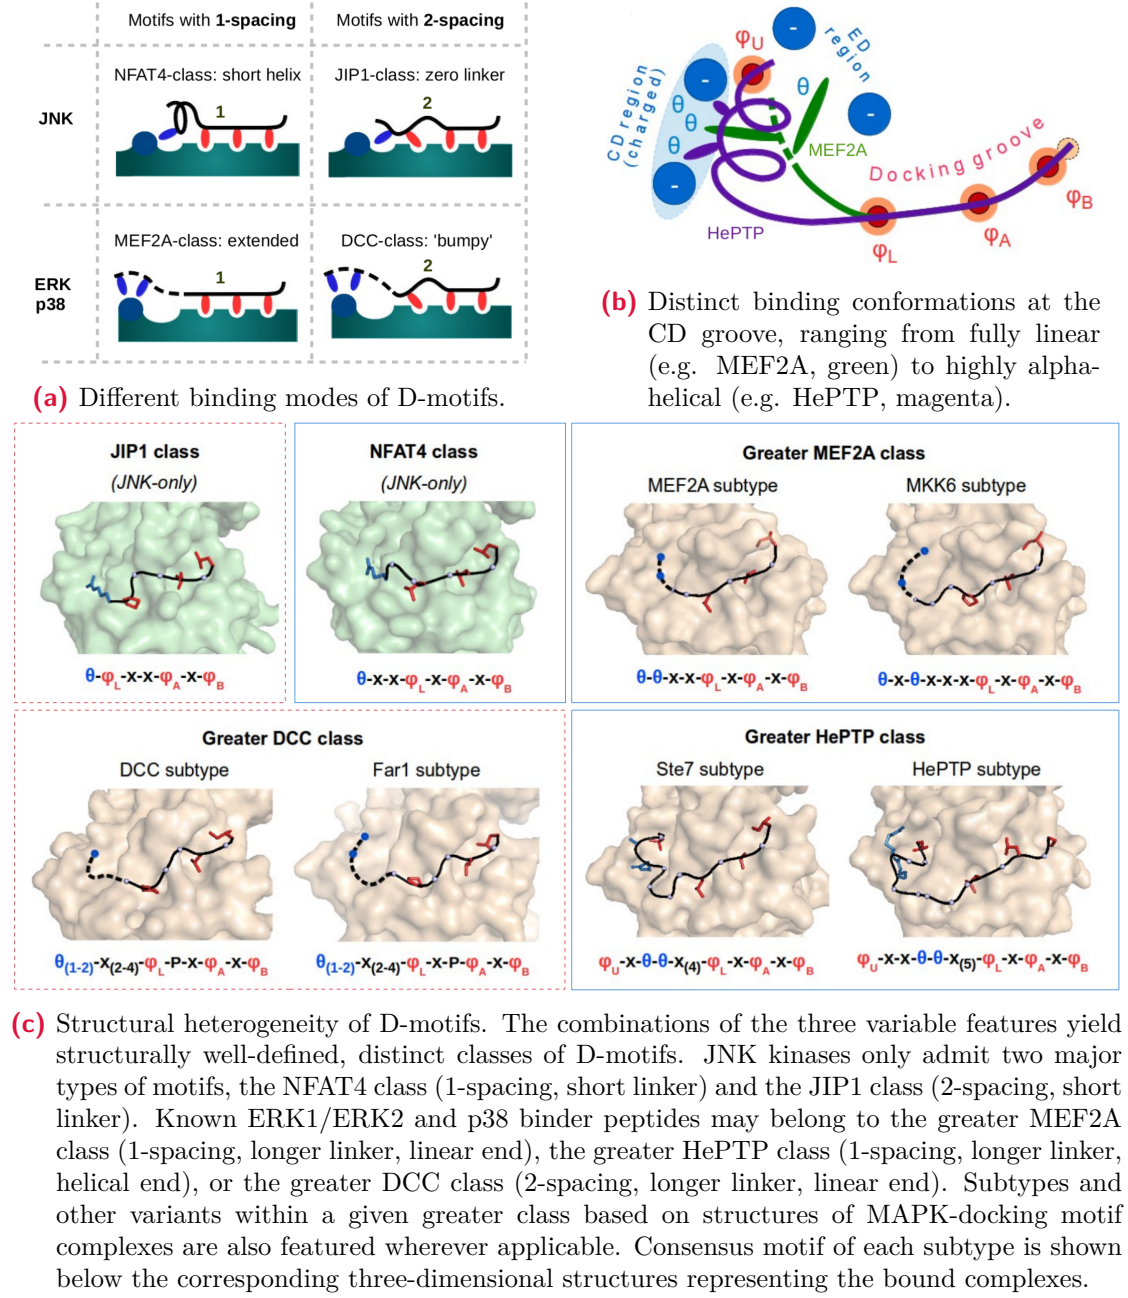 Motifs with 1-spacing
Motifs with 2-spacing
JNK
NFAT4-class: short helix
1
JIP1-class: zero linker
2
ERK
p38
MEF2A-class: extended
1
DCC-class: 'bumpy'
2
(a) Different binding modes of D-motifs.
φU
-
ED
region
-
θ
CD region
(charged)
-
θ
θ
θ
-
MEF2A
HePTP
Docking groove
φL
φA
φB
(b) Distinct binding conformations at the
CD groove, ranging from fully linear
(e.g. MEF2A, green) to highly alpha-
helical (e.g. HePTP, magenta).
JIP1 class
(JNK-only)
θ-φL-x-x-φA-x-φB
NFAT4 class
(JNK-only)
θ-x-x-φL-x-φA-x-φB
Greater MEF2A class
MEF2A subtype
θ-θ-x-x-φL-x-φA-x-φB
MKK6 subtype
θ-x-θ-x-x-x-φL-x-φA-x-φB
Greater DCC class
DCC subtype
θ(1-2)-x(2-4)-φL-P-x-φA-x-φB
Far1 subtype
θ(1-2)-x(2-4)-φL-x-P-φA-x-φB
Greater HePTP class
Ste7 subtype
φU-x-θ-θ-x(4)-φL-x-φA-x-φB
HePTP subtype
φU-x-x-θ-θ-x(5)-φL-x-φA-x-φB
(c) Structural heterogeneity of D-motifs. The combinations of the three variable features yield
structurally well-defined, distinct classes of D-motifs. JNK kinases only admit two major
types of motifs, the NFAT4 class (1-spacing, short linker) and the JIP1 class (2-spacing, short
linker). Known ERK1/ERK2 and p38 binder peptides may belong to the greater MEF2A
class (1-spacing, longer linker, linear end), the greater HePTP class (1-spacing, longer linker,
helical end), or the greater DCC class (2-spacing, longer linker, linear end). Subtypes and
other variants within a given greater class based on structures of MAPK-docking motif
complexes are also featured wherever applicable. Consensus motif of each subtype is shown
below the corresponding three-dimensional structures representing the bound complexes.